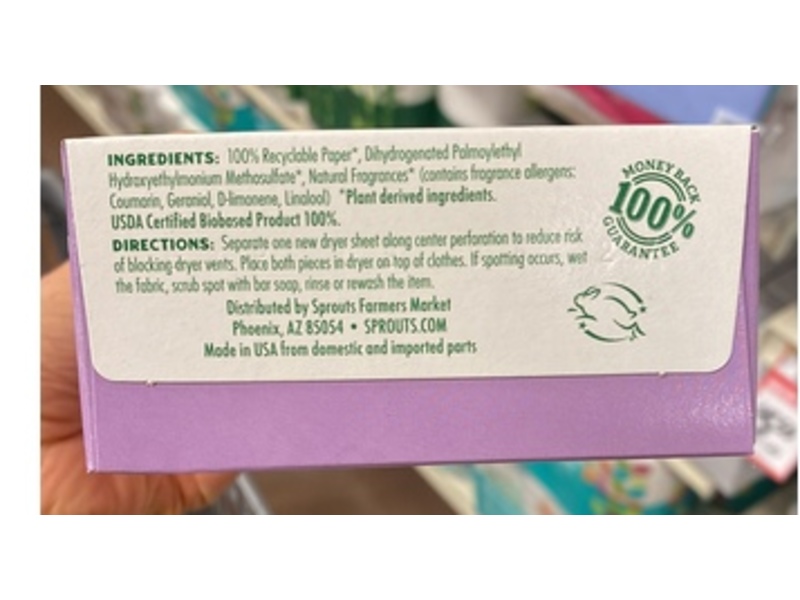 INGREDIENTS: 100% Recyclable Paper*, Dihydrogenated Palmoylethyl
Hydroxyethylmonium Methosulfate*, Natural Fragrances* (contains fragrance allergens:
Coumarin, Geraniol, D-limonene, Linalool) *Plant derived ingredients.
USDA Certified Biobased Product 100%.
DIRECTIONS: Separate one new dryer sheet along center perforation to reduce risk
of blocking dryer vents. Place both pieces in dryer on top of clothes. If spotting occurs, wet
the fabric, scrub spot with bar soap, rinse or rewash the item.
Distributed by Sprouts Farmers Market
Phoenix, AZ 85054 • SPROUTS.COM
Made in USA from domestic and imported parts
MONEY BACK
100%
GUARANTEE